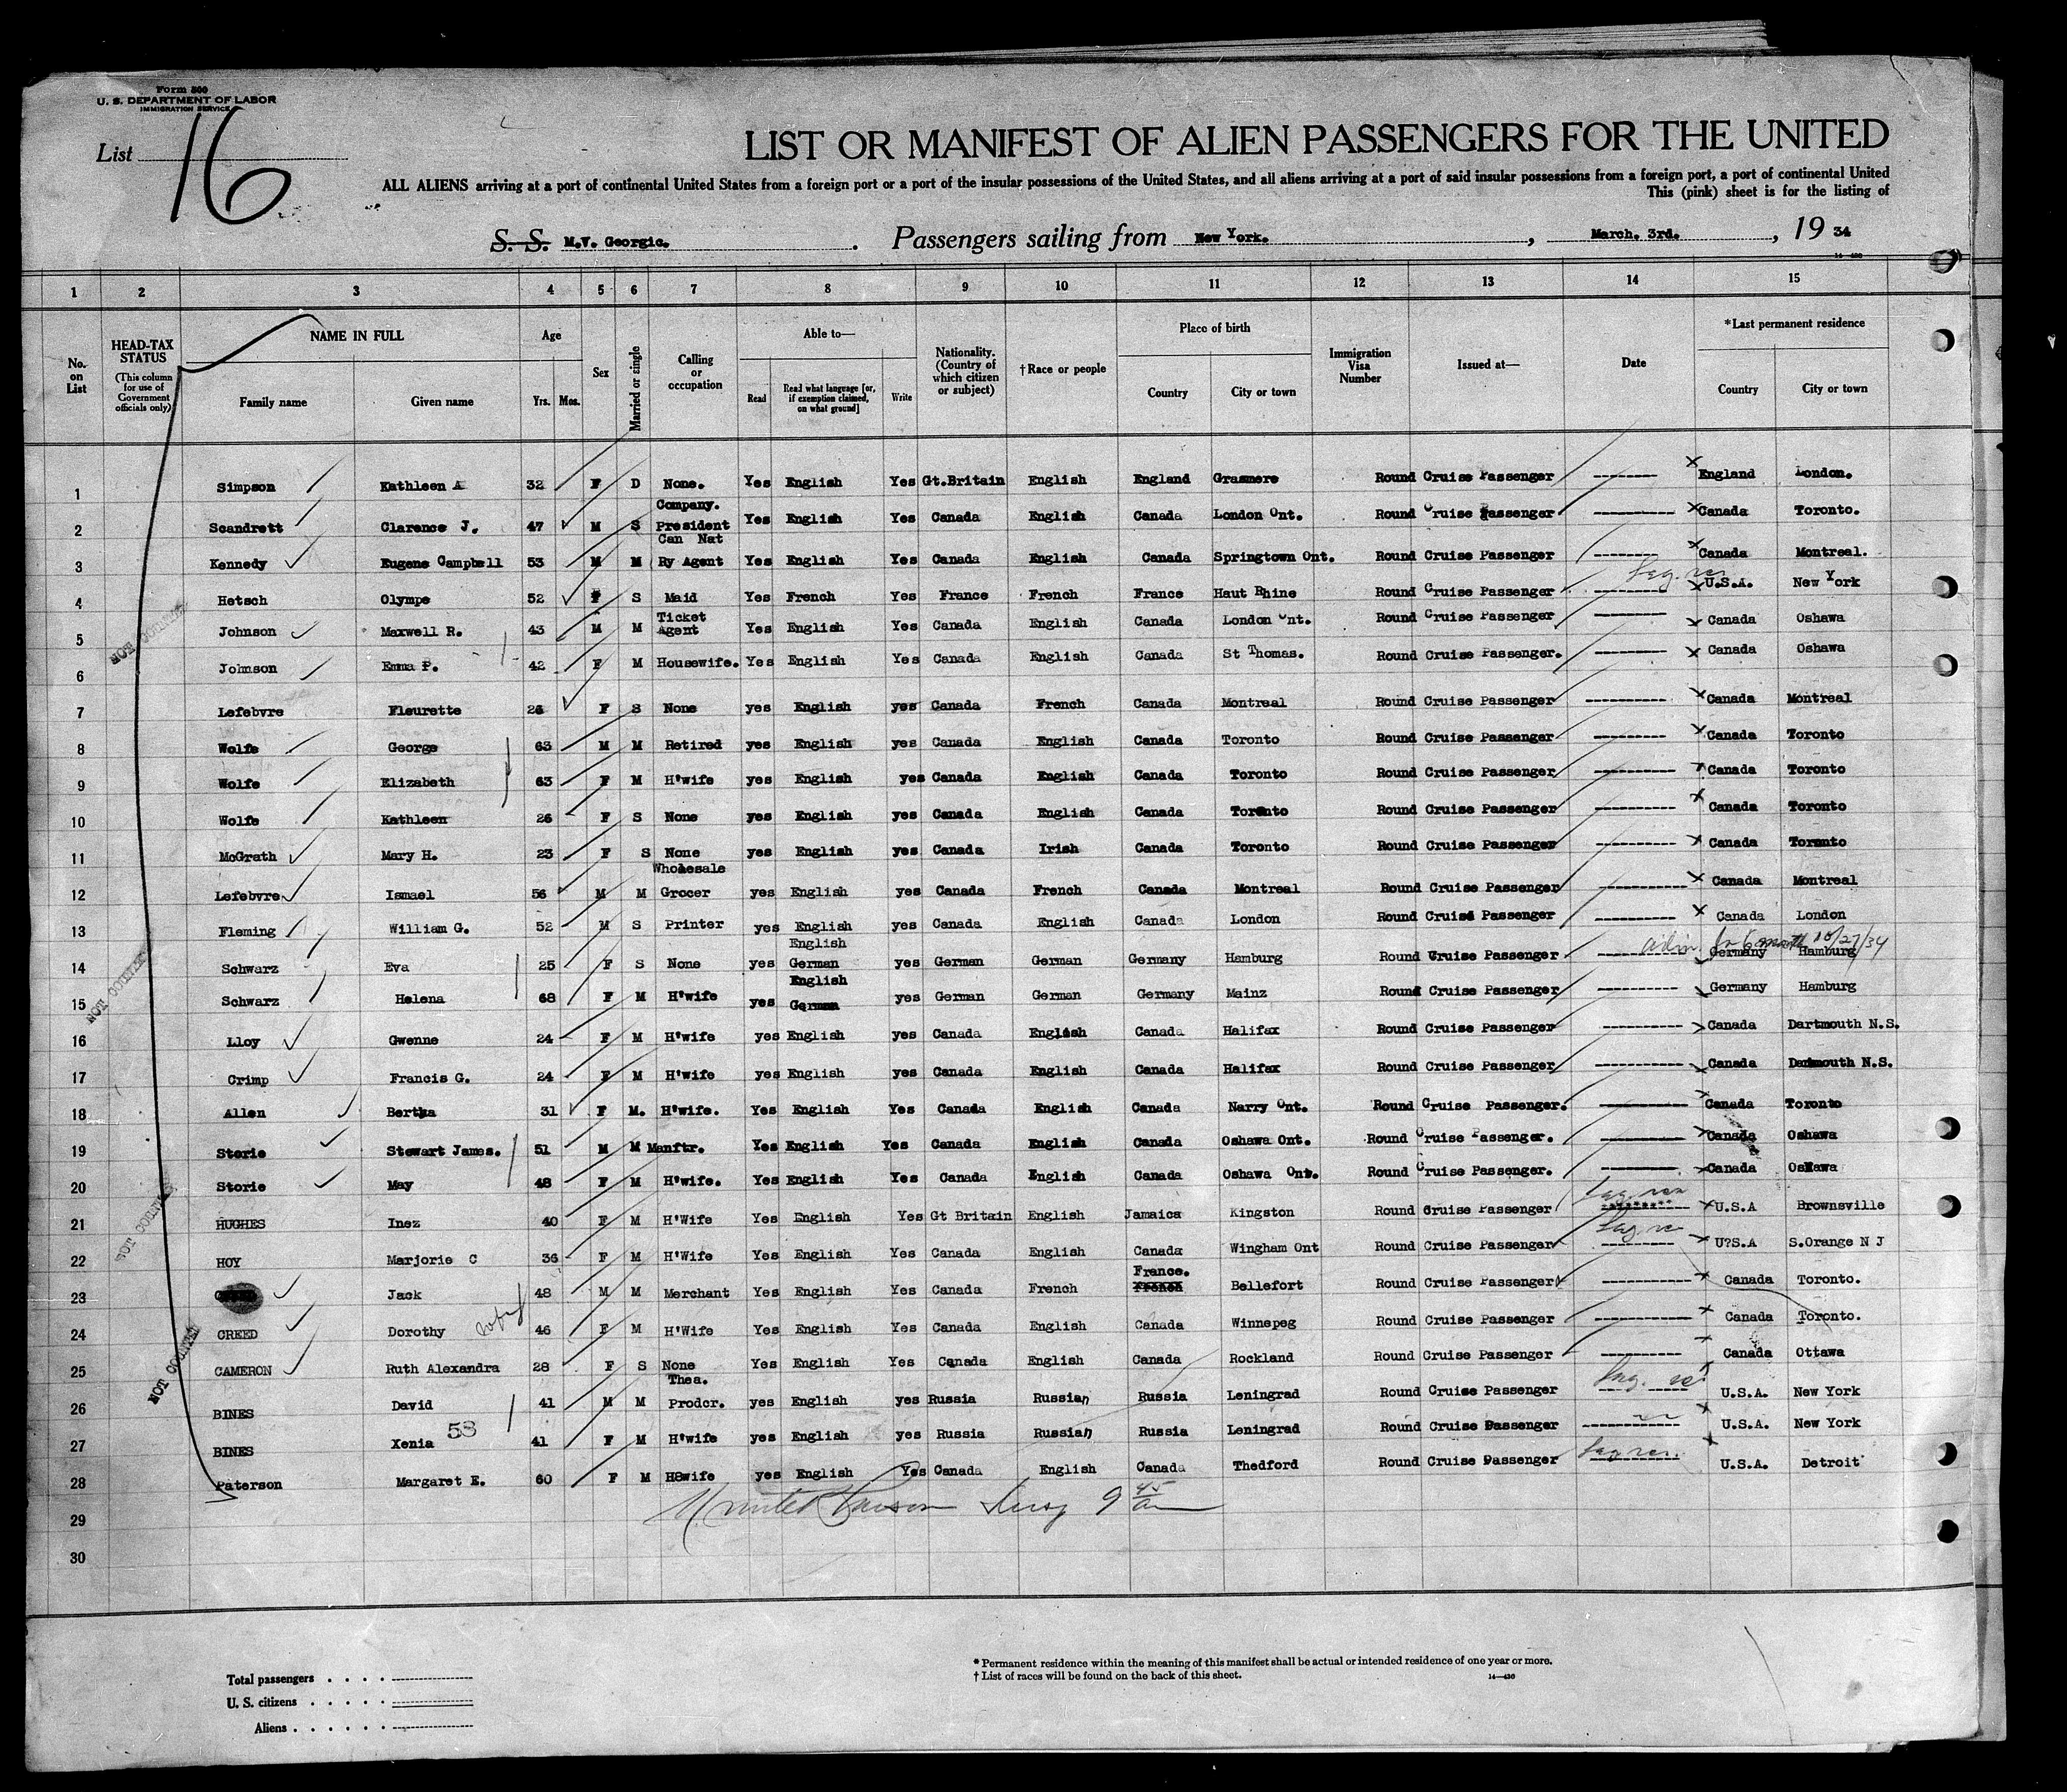 Form 500
U. S. DEPARTMENT OF LABOR
IMMIGRATION SERVICE
List 16
LIST OR MANIFEST OF ALIEN PASSENGERS FOR THE UNITED
ALL ALIENS arriving at a port of continental United States from a foreign port or a port of the insular possessions of the United States, and all aliens arriving at a port of said insular possessions from a foreign port, a port of continental United
This (pink) sheet is for the listing of
S. S. M.V. Georgic. Passengers sailing from New York. , March. 3rd. , 19 34
1 2 3 4 5 6 7 8 9 10 11 12 13 14 15
No. on List
HEAD-TAX STATUS (This column for use of Government officials only)
NAME IN FULL Family name Given name
Age Yrs. Mos.
Sex
Married or single
Calling or occupation
Able to— Read Read what language [or, if exemption claimed, on what ground] Write
Nationality. (Country of which citizen or subject)
†Race or people
Place of birth Country City or town
Immigration Visa Number
Issued at—
Date
*Last permanent residence Country City or town
1 Simpson Kathleen A 32 F D None. Yes English Yes Gt.Britain English England Grasmere Round Cruise Passenger England London.
2 Scandrett Clarence J. 47 M S Company. President Yes English Yes Canada English Canada London Ont. Round Cruise Passenger Canada Toronto.
3 Kennedy Eugene Campbell 53 M M Can Nat Ry Agent Yes English Yes Canada English Canada Springtown Ont. Round Cruise Passenger Canada Montreal.
4 Hetsch Olympe 52 F S Maid Yes French Yes France French France Haut Rhine Round Cruise Passenger U.S.A. New York
5 Johnson Maxwell R. 43 M M Ticket Agent Yes English Yes Canada English Canada London Ont. Round Cruise Passenger Canada Oshawa
6 Johnson Emma P. 42 F M Housewife. Yes English Yes Canada English Canada St Thomas. Round Cruise Passenger. Canada Oshawa
7 Lefebvre Fleurette 26 F S None yes English yes Canada French Canada Montreal Round Cruise Passenger Canada Montreal
8 Wolfe George 63 M M Retired yes English yes Canada English Canada Toronto Round Cruise Passenger Canada Toronto
9 Wolfe Elizabeth 63 F M H'wife yes English yes Canada English Canada Toronto Round Cruise Passenger Canada Toronto
10 Wolfe Kathleen 26 F S None yes English yes Canada English Canada Toronto Round Cruise Passenger Canada Toronto
11 McGrath Mary H. 23 F S None yes English yes Canada Irish Canada Toronto Round Cruise Passenger Canada Toronto
12 Lefebvre Ismael 56 M M Wholesale Grocer yes English yes Canada French Canada Montreal Round Cruise Passenger Canada Montreal
13 Fleming William G. 52 M S Printer yes English yes Canada English Canada London Round Cruise Passenger Canada London
14 Schwarz Eva 25 F S None yes English German yes German German Germany Hamburg Round Cruise Passenger Germany Hamburg 10/27/34
15 Schwarz Helena 68 F M H'wife yes English German yes German German Germany Mainz Round Cruise Passenger Germany Hamburg
16 Lloy Gwenne 24 F M H'wife yes English yes Canada English Canada Halifax Round Cruise Passenger Canada Dartmouth N.S.
17 Crimp Francis G. 24 F M H'wife yes English yes Canada English Canada Halifax Round Cruise Passenger Canada Dartmouth N.S.
18 Allen Bertha 31 F M. H'wife. Yes English Yes Canada English Canada Narry Ont. Round Cruise Passenger. Canada Toronto
19 Storie Stewart James. 51 M M Manftr. Yes English Yes Canada English Canada Oshawa Ont. Round Cruise Passenger. Canada Oshawa
20 Storie May 48 F M H'wife. Yes English Yes Canada English Canada Oshawa Ont. Round Cruise Passenger. Canada Oshawa
21 HUGHES Inez 40 F M H'Wife Yes English Yes Gt Britain English Jamaica Kingston Round Cruise Passenger U.S.A Brownsville
22 HOY Marjorie C 36 F M H'Wife Yes English Yes Canada English Canada Wingham Ont Round Cruise Passenger U?S.A S.Orange N J
23 Jack 48 M M Merchant Yes English Yes Canada French France. French Bellefort Round Cruise Passenger Canada Toronto.
24 CREED Dorothy 46 F M H'Wife Yes English Yes Canada English Canada Winnepeg Round Cruise Passenger Canada Toronto.
25 CAMERON Ruth Alexandra 28 F S None Yes English Yes Canada English Canada Rockland Round Cruise Passenger Canada Ottawa
26 BINES David 41 M M Thea. Prodcr. yes English yes Russia Russian Russia Leningrad Round Cruise Passenger U.S.A. New York
27 BINES Xenia 53 41 F M H'wife yes English yes Russia Russian Russia Leningrad Round Cruise Passenger U.S.A. New York
28 Paterson Margaret E. 60 F M H8wife yes English Yes Canada English Canada Thedford Round Cruise Passenger U.S.A. Detroit
29
30
NOT COUNTED
NOT COUNTED
NOT COUNTED
NOT COUNTED
Total passengers
U. S. citizens
Aliens
* Permanent residence within the meaning of this manifest shall be actual or intended residence of one year or more.
† List of races will be found on the back of this sheet.
14—430